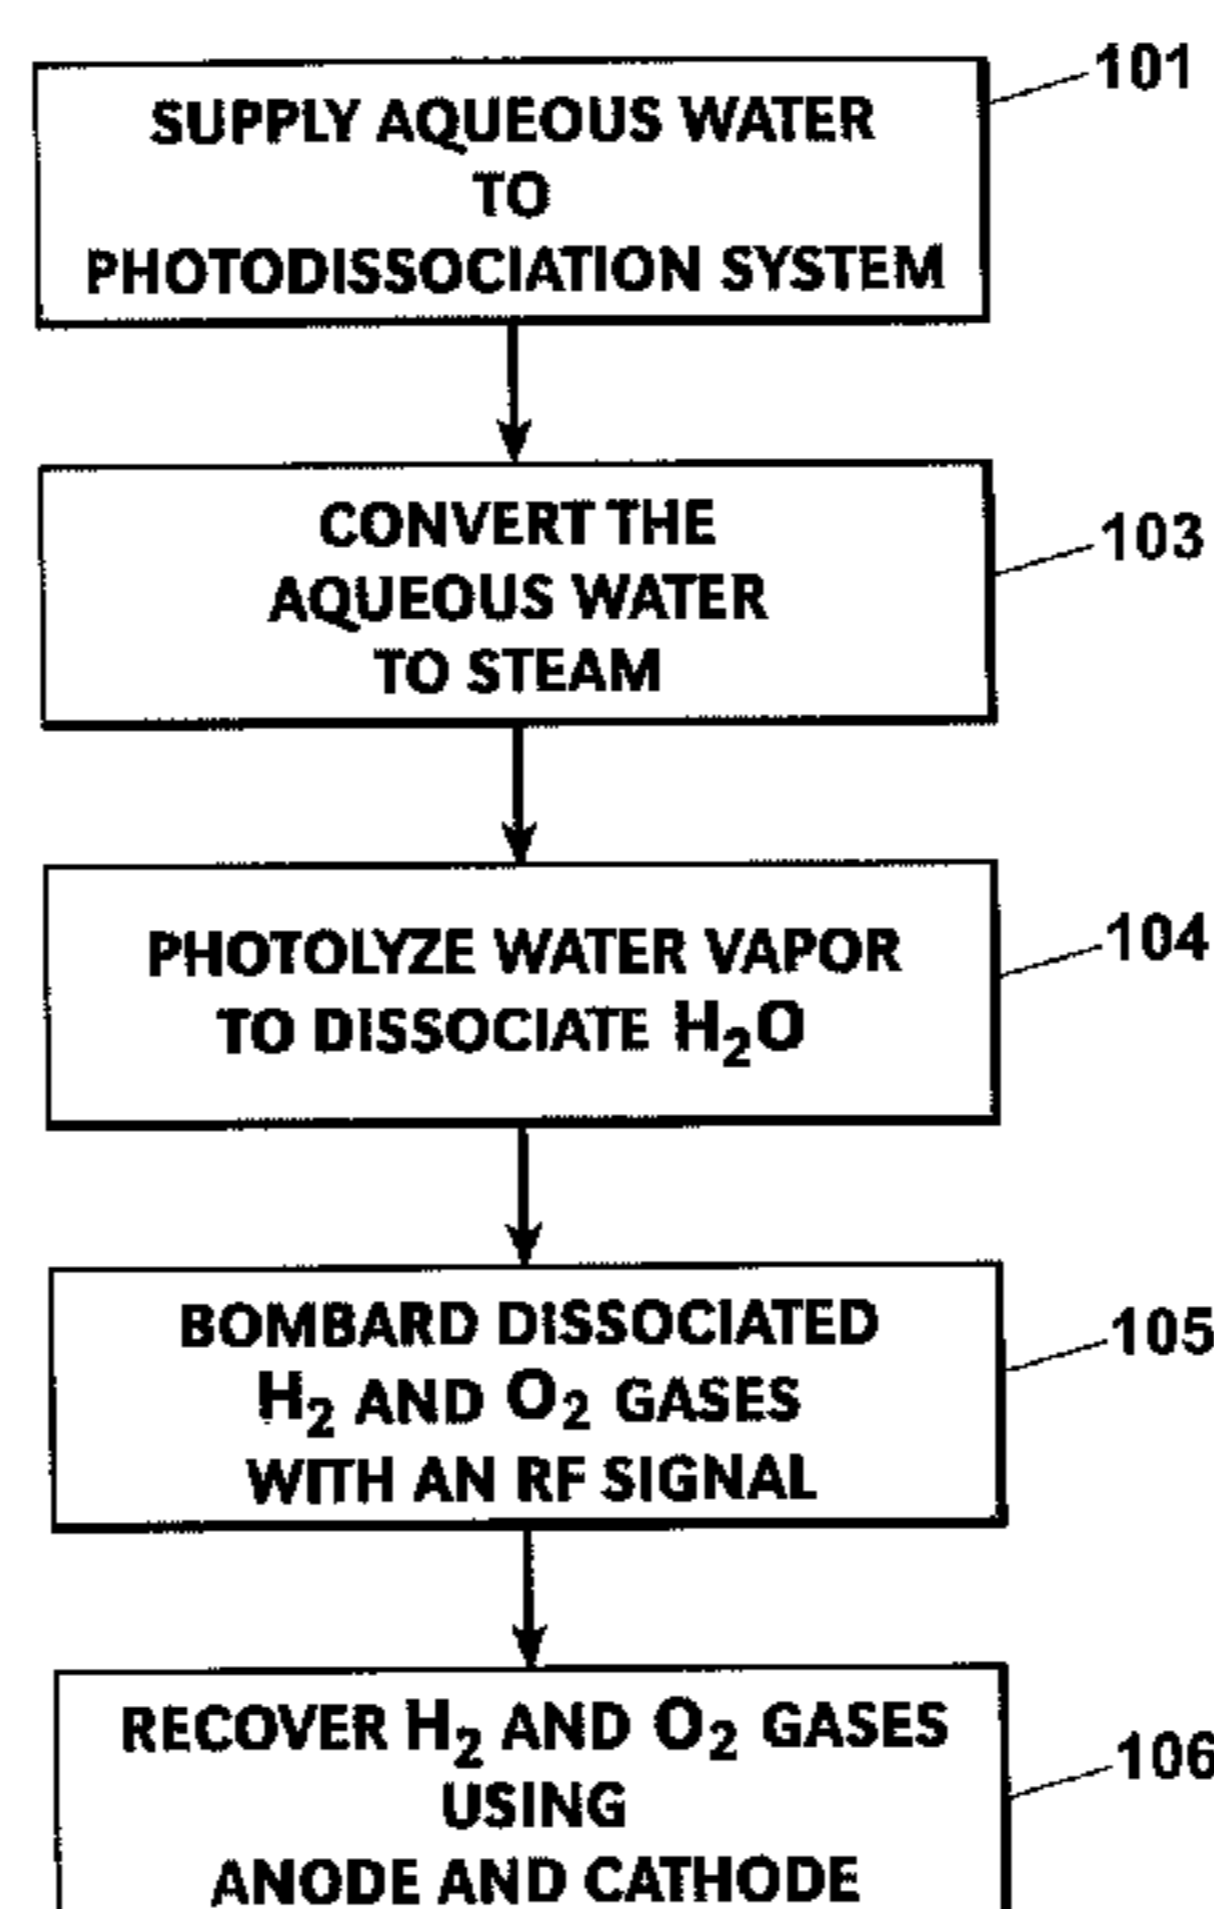 101
SUPPLY AQUEOUS WATER
TO
PHOTODISSOCIATION SYSTEM
103
CONVERT THE
AQUEOUS WATER
TO STEAM
104
PHOTOLYZE WATER VAPOR
TO DISSOCIATE H₂O
105
BOMBARD DISSOCIATED
H₂ AND O₂ GASES
WITH AN RF SIGNAL
106
RECOVER H₂ AND O₂ GASES
USING
ANODE AND CATHODE